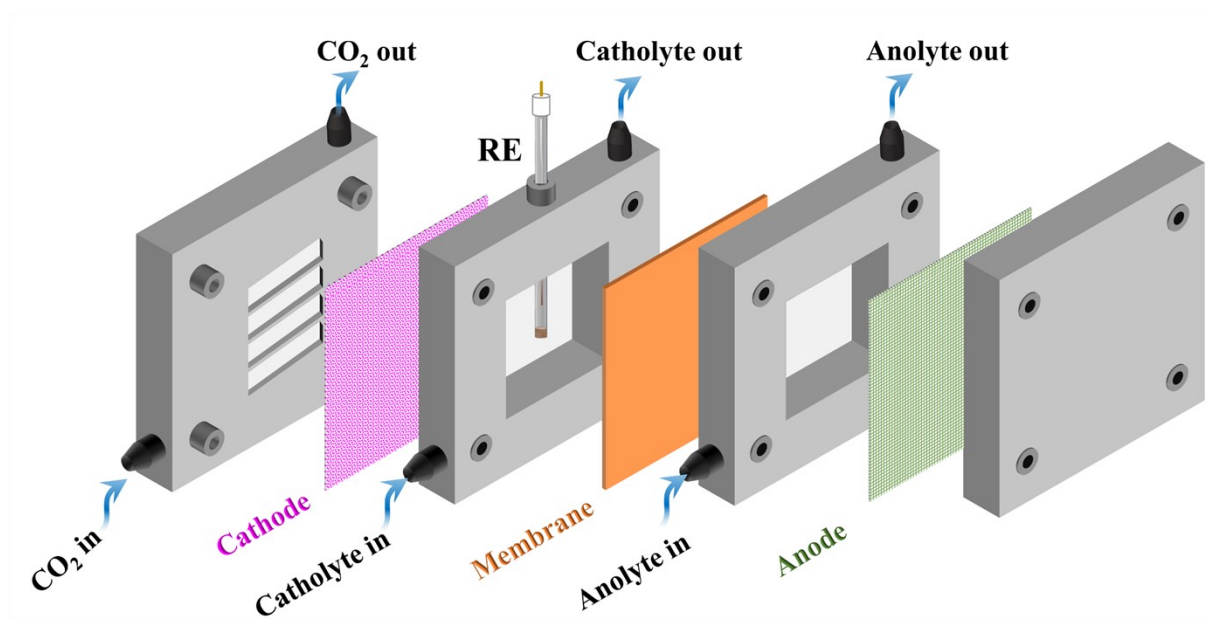 CO₂ out
Catholyte out
Anolyte out
RE
CO₂ in
Cathode
Catholyte in
Membrane
Anolyte in
Anode